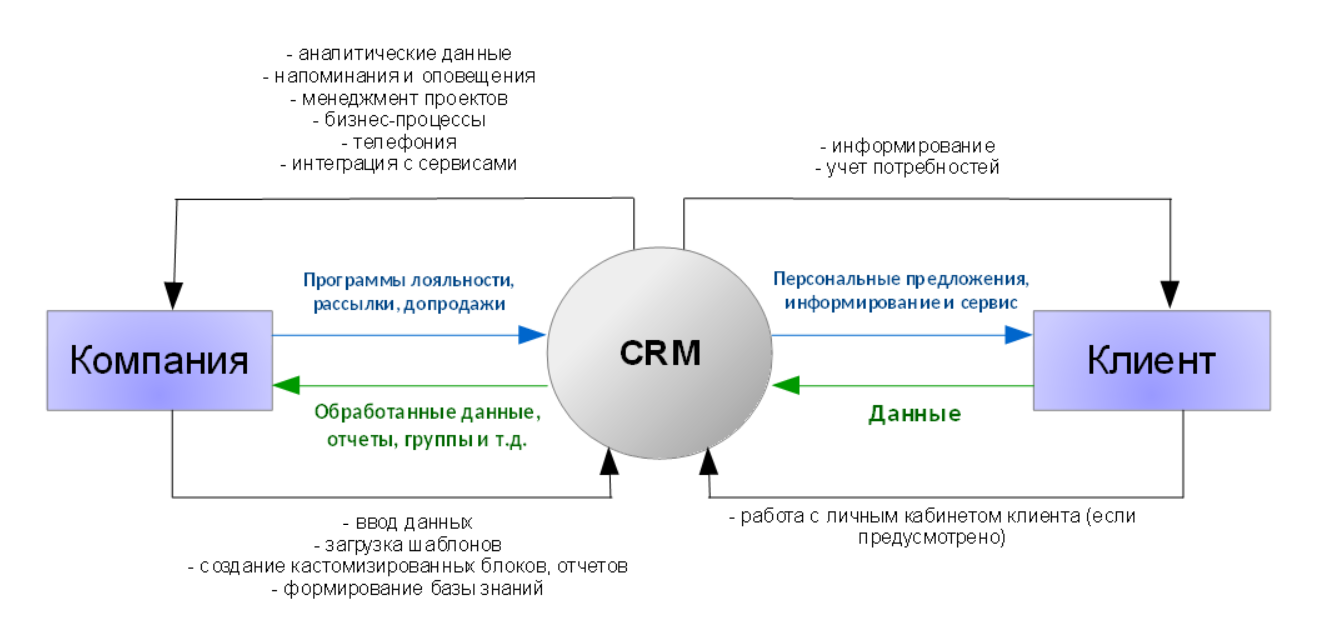 - аналитические данные
- напоминания и оповещения
- менеджмент проектов
- бизнес-процессы
- телефония
- интеграция с сервисами
- информирование
- учет потребностей
Программы лояльности,
рассылки, допродажи
Персональные предложения,
информирование и сервис
Компания
CRM
Клиент
Обработанные данные,
отчеты, группы и т.д.
Данные
- ввод данных
- загрузка шаблонов
- создание кастомизированных блоков, отчетов
- формирование базы знаний
- работа с личным кабинетом клиента (если
предусмотрено)